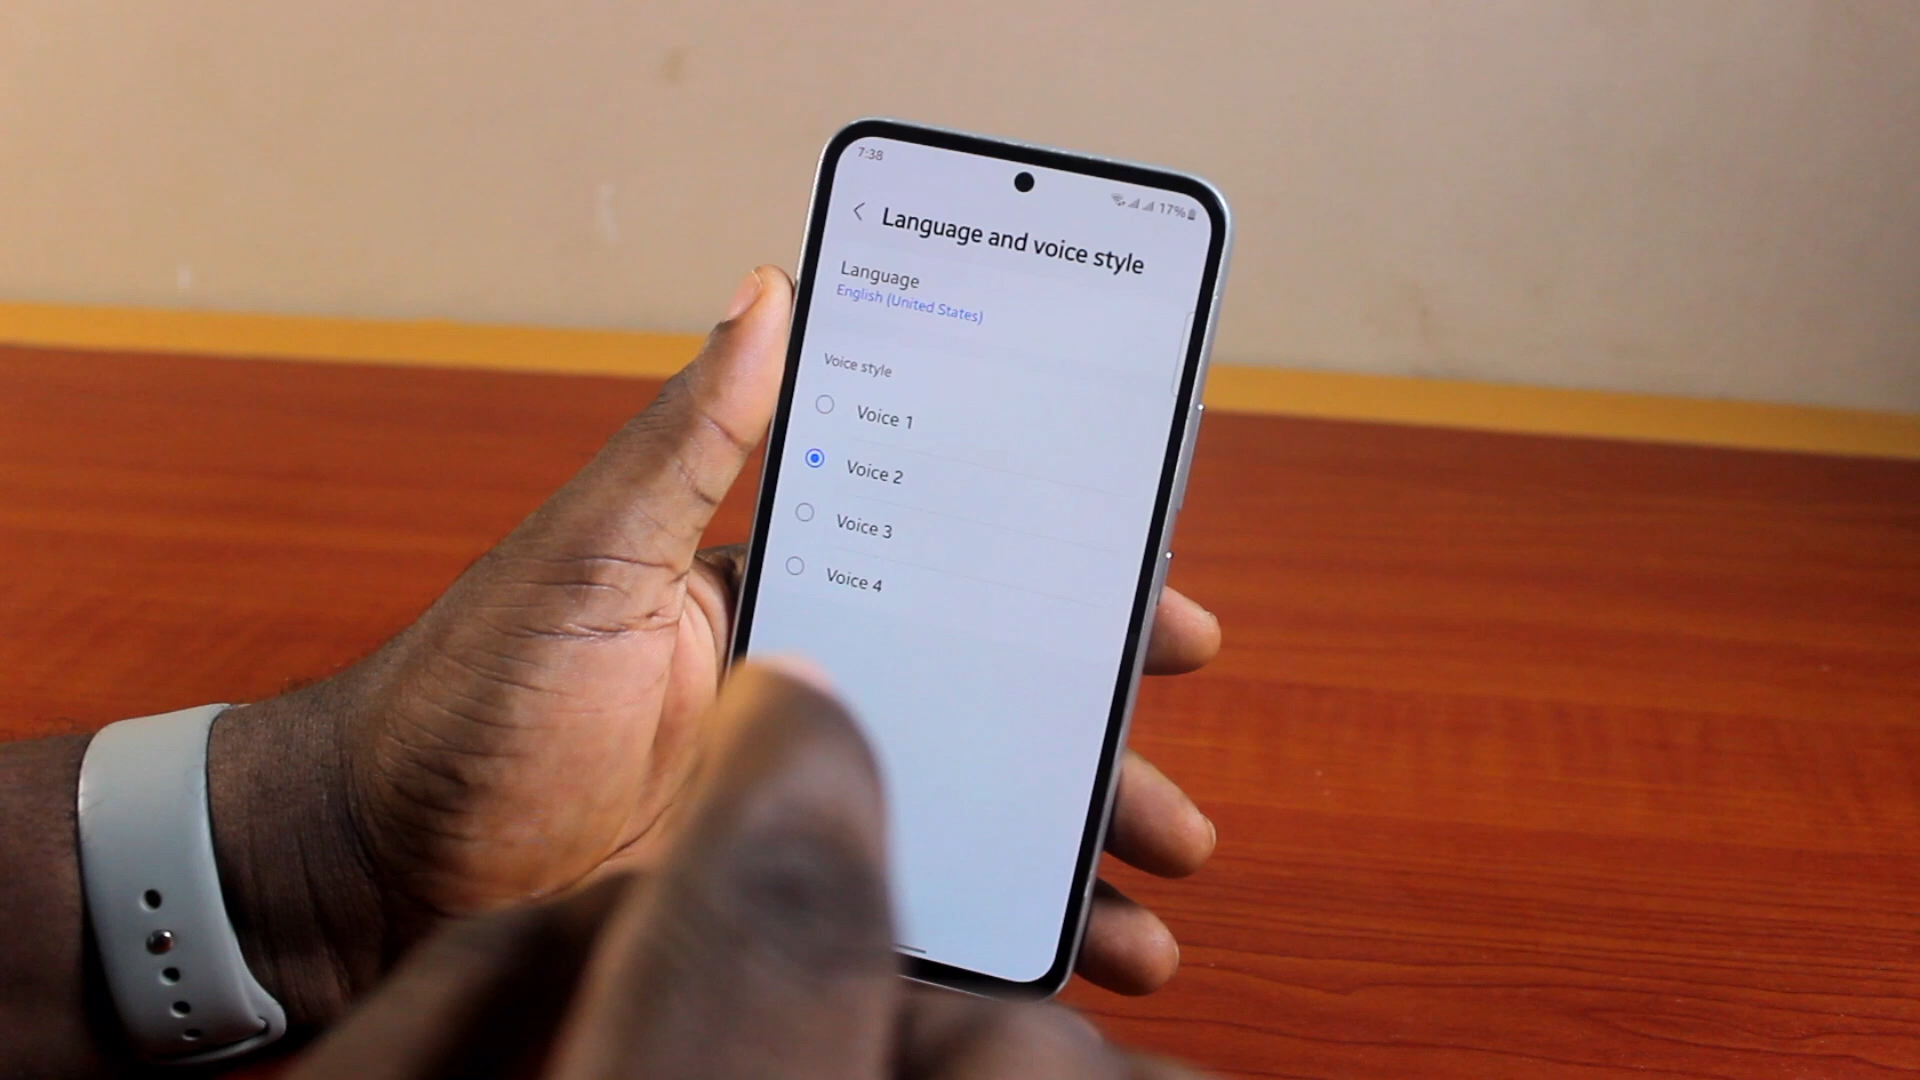 7:38
17%
Language and voice style
Language
English (United States)
Voice style
Voice 1
Voice 2
Voice 3
Voice 4